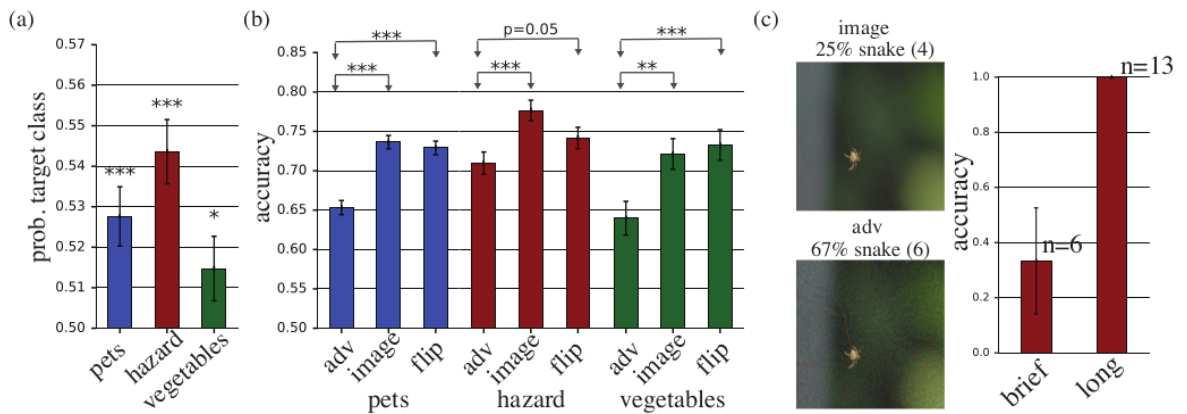 (a)
0.57
0.56
0.55
0.54
0.53
0.52
0.51
0.50
prob. target class
***
***
*
pets
hazard
vegetables
(b)
0.85
0.80
0.75
0.70
0.65
0.60
0.55
0.50
accuracy
***
***
p=0.05
***
***
**
adv
image
flip
adv
image
flip
adv
image
flip
pets
hazard
vegetables
(c)
image
25% snake (4)
adv
67% snake (6)
1.0
0.8
0.6
0.4
0.2
0.0
accuracy
n=6
n=13
brief
long